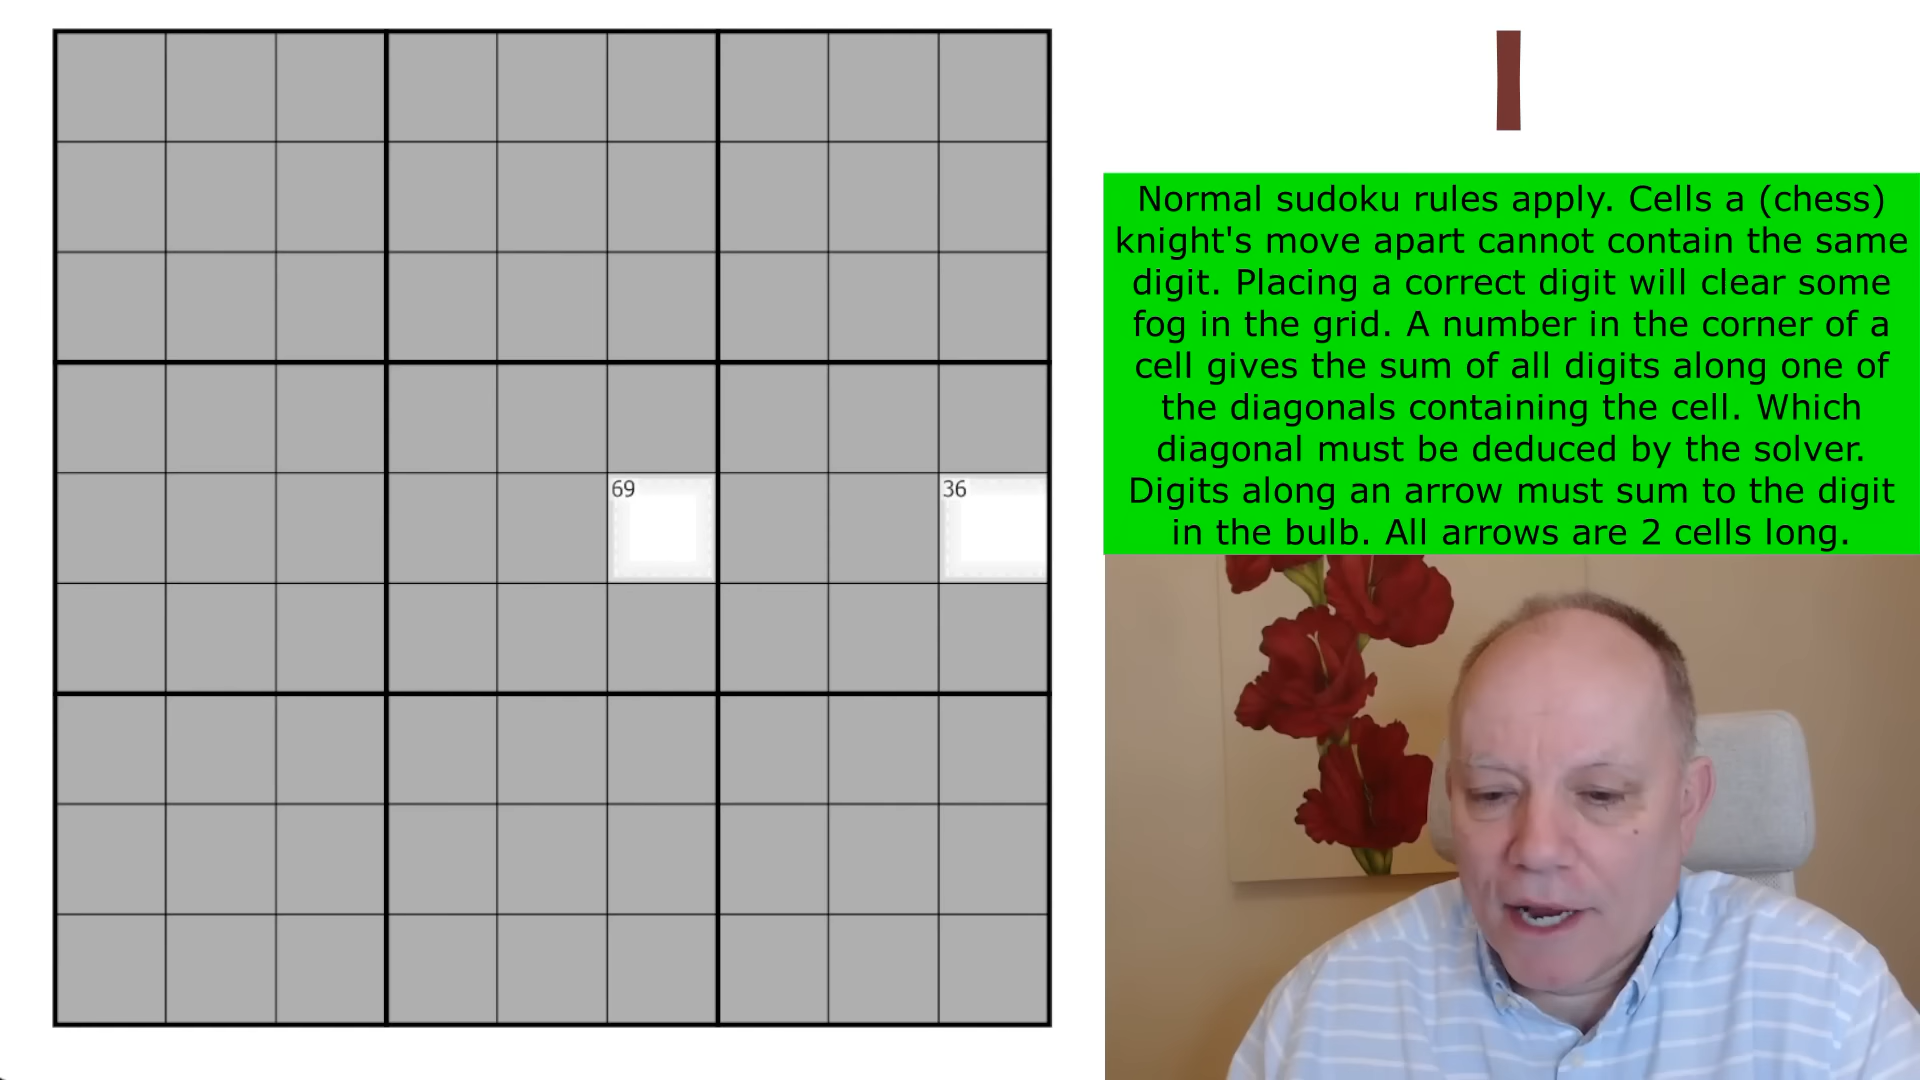 Normal sudoku rules apply. Cells a (chess)
knight's move apart cannot contain the same
digit. Placing a correct digit will clear some
fog in the grid. A number in the corner of a
cell gives the sum of all digits along one of
the diagonals containing the cell. Which
diagonal must be deduced by the solver.
Digits along an arrow must sum to the digit
in the bulb. All arrows are 2 cells long.
69 36